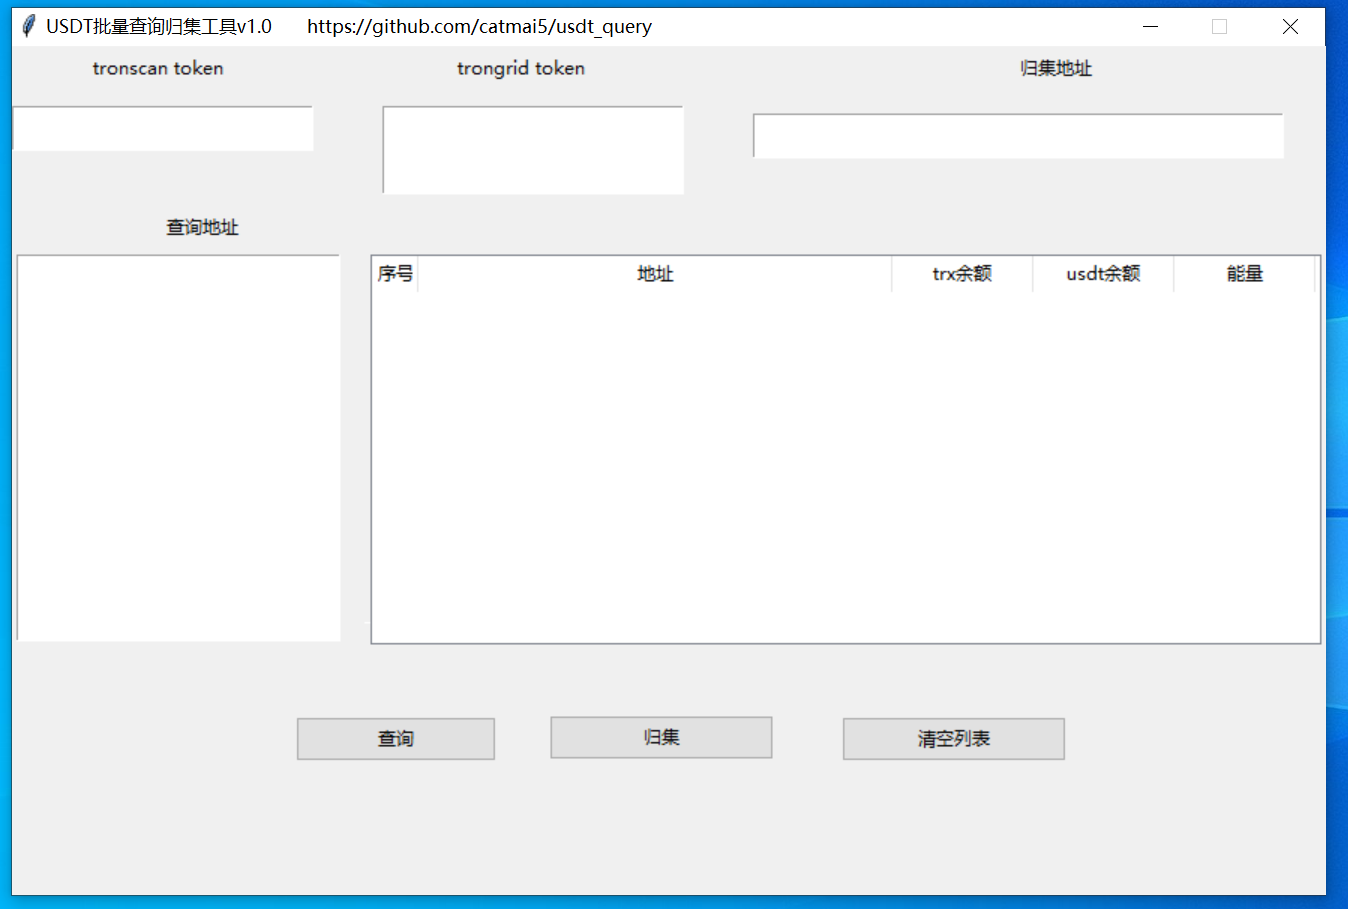 USDT批量查询归集工具v1.0 https://github.com/catmai5/usdt_query
tronscan token
trongrid token
归集地址
查询地址
序号 地址 trx余额 usdt余额 能量
查询
归集
清空列表